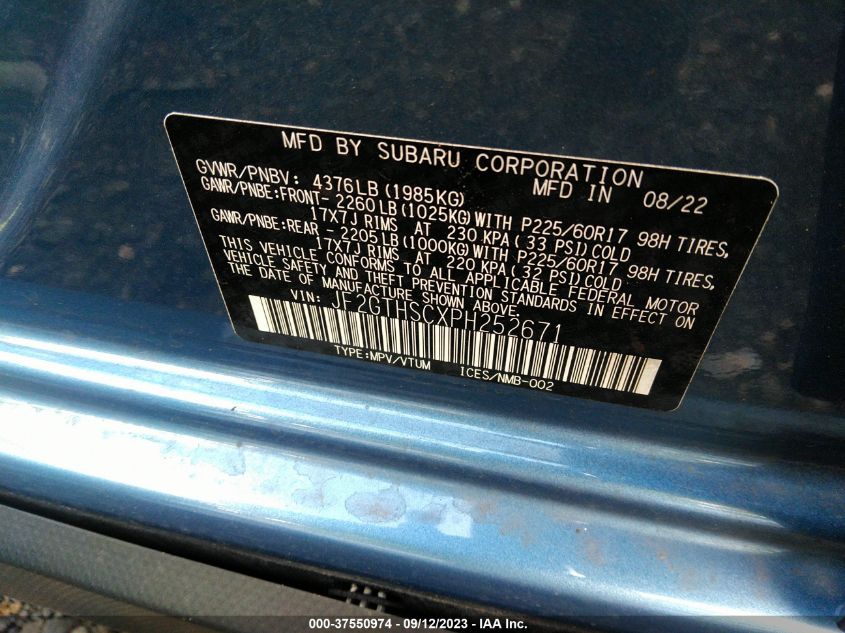 MFD BY SUBARU CORPORATION
GVWR/PNBV: 4376LB (1985KG) MFD IN 08/22
GAWR/PNBE:FRONT- 2260LB (1025KG) WITH P225/60R17 98H TIRES,
17X7J RIMS AT 230 KPA ( 33 PSI) COLD
GAWR/PNBE:REAR - 2205LB (1000KG) WITH P225/60R17 98H TIRES,
17X7J RIMS AT 220 KPA ( 32 PSI) COLD
THIS VEHICLE CONFORMS TO ALL APPLICABLE FEDERAL MOTOR
VEHICLE SAFETY AND THEFT PREVENTION STANDARDS IN EFFECT ON
THE DATE OF MANUFACTURE SHOWN ABOVE.
VIN: JF2GTHSCXPH252671
TYPE:MPV/VTUM ICES/NMB-002
000-37550974 - 09/12/2023 - IAA Inc.